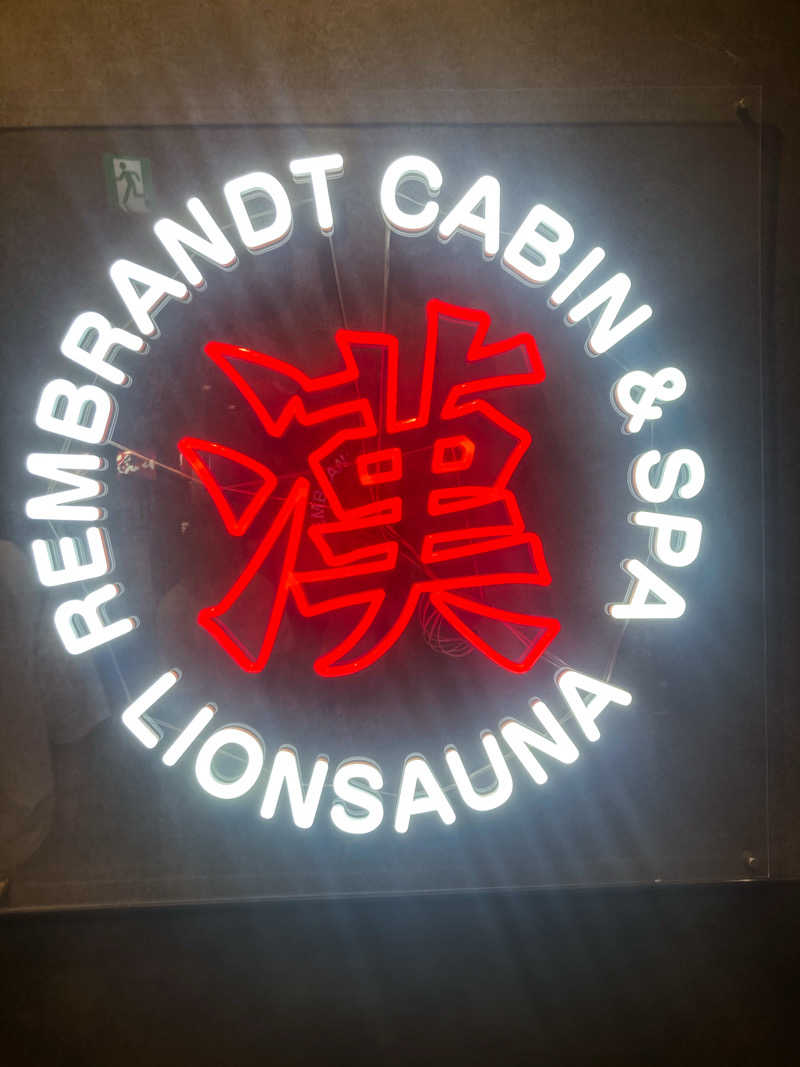 REMBRANDT CABIN & SPA
漢
LIONSAUNA